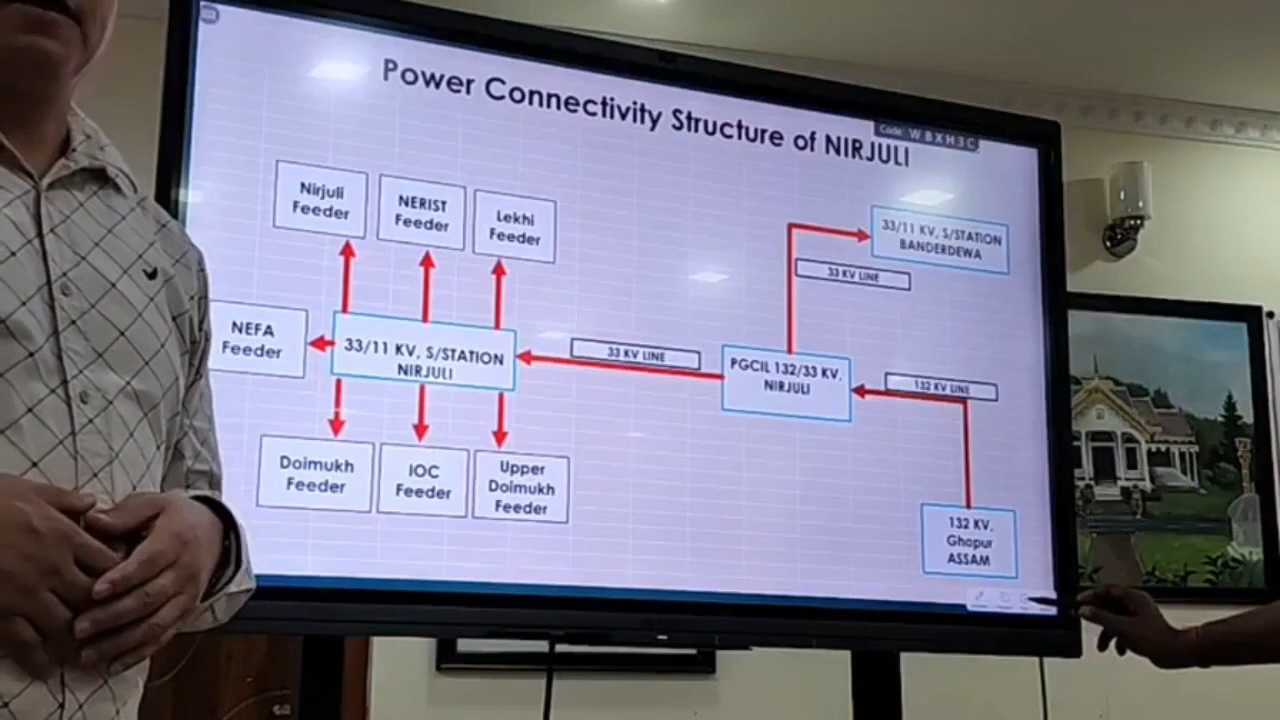 Power Connectivity Structure of NIRJULI
Code: WBXH3C
Nirjuli
Feeder
NERIST
Feeder
Lekhi
Feeder
33/11 KV, S/STATION
BANDERDEWA
33 KV LINE
NEFA
Feeder
33/11 KV, S/STATION
NIRJULI
33 KV LINE
PGCIL 132/33 KV,
NIRJULI
132 KV LINE
Doimukh
Feeder
IOC
Feeder
Upper
Doimukh
Feeder
132 KV,
Ghopur
ASSAM